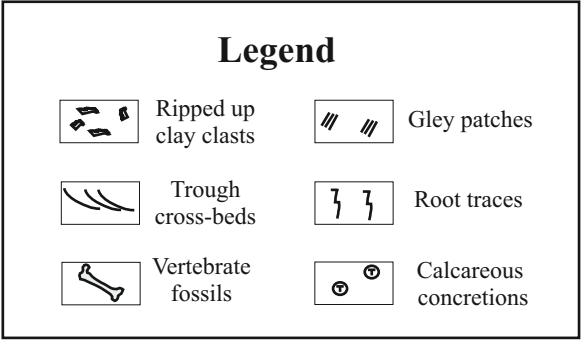 Legend
Ripped up
clay clasts
Gley patches
Trough
cross-beds
Root traces
Vertebrate
fossils
Calcareous
concretions
T
T